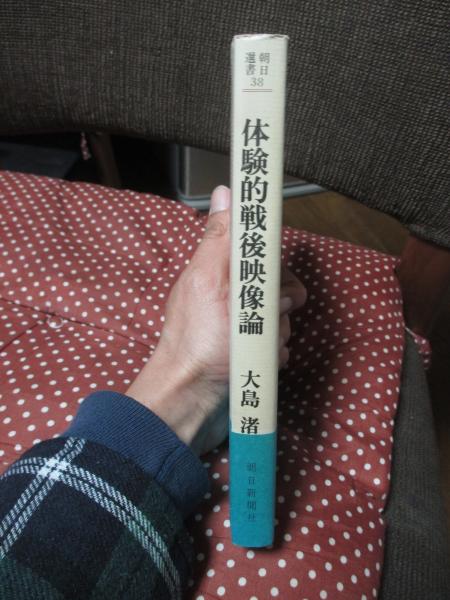 朝日
選書
38
体験的戦後映像論
大島 渚
朝日新聞社